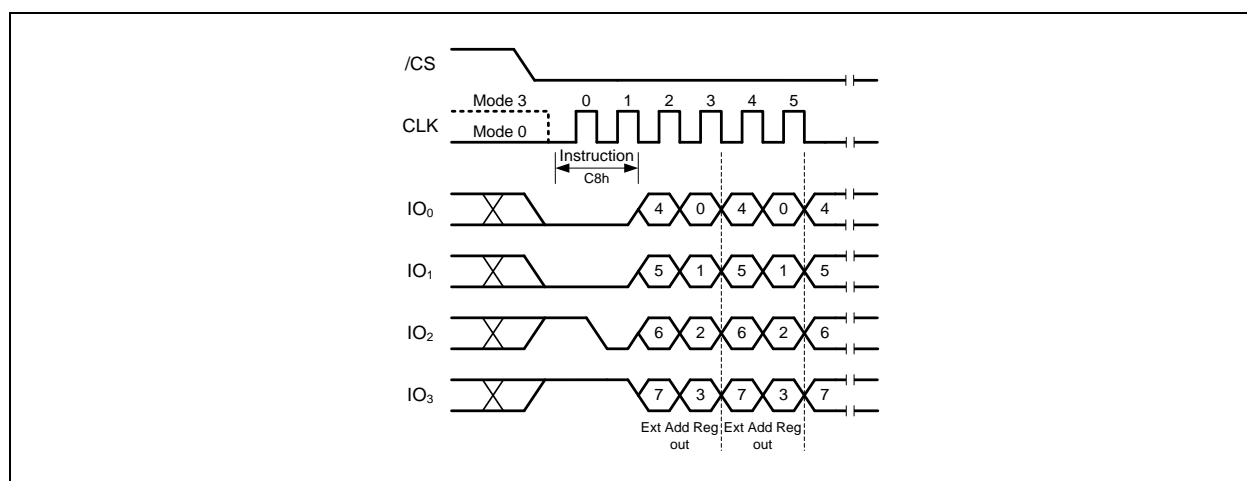 /CS
Mode 3 0 1 2 3 4 5
CLK
Mode 0
Instruction
C8h
IO₀ 4 0 4 0 4
IO₁ 5 1 5 1 5
IO₂ 6 2 6 2 6
IO₃ 7 3 7 3 7
Ext Add Reg Ext Add Reg
out out